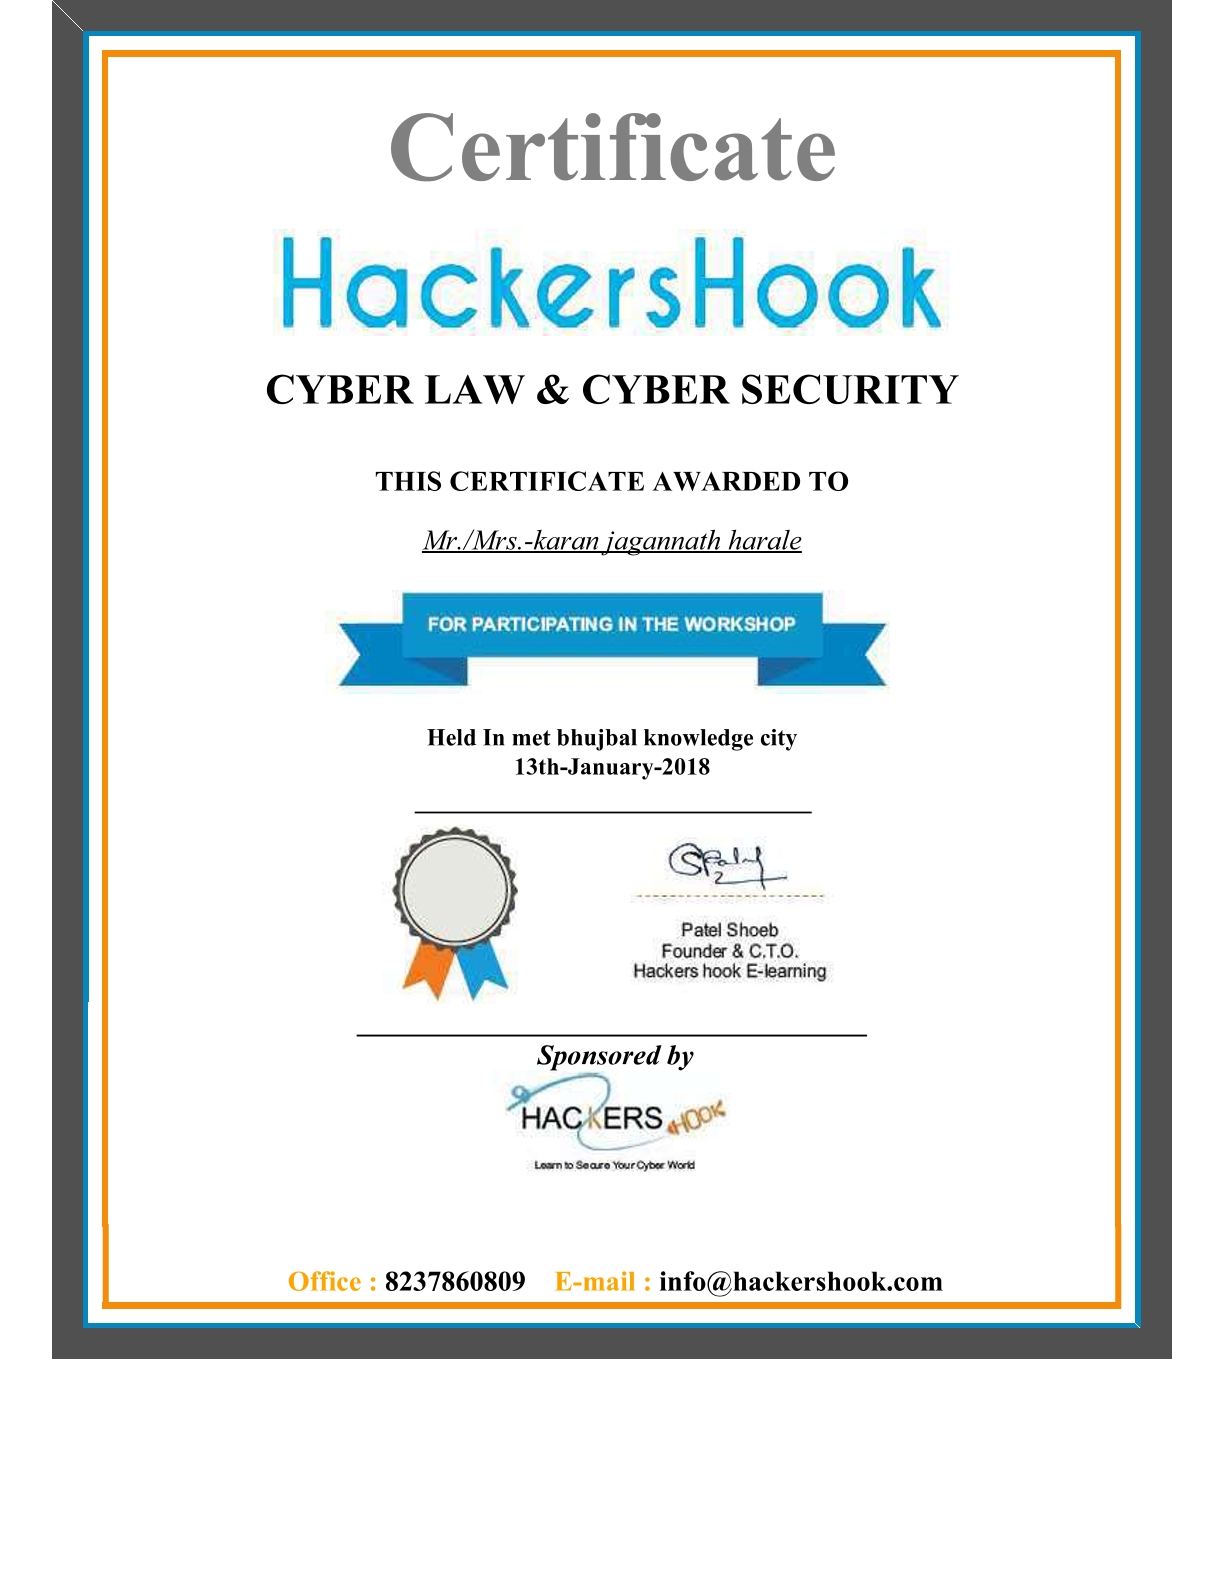 Certificate
HackersHook
CYBER LAW & CYBER SECURITY
THIS CERTIFICATE AWARDED TO
Mr./Mrs.-karan jagannath harale
FOR PARTICIPATING IN THE WORKSHOP
Held In met bhujbal knowledge city
13th-January-2018
Patel Shoeb
Founder & C.T.O.
Hackers hook E-learning
Sponsored by
HACKERS HOOK
Learn to Secure Your Cyber World
Office : 8237860809 E-mail : info@hackershook.com